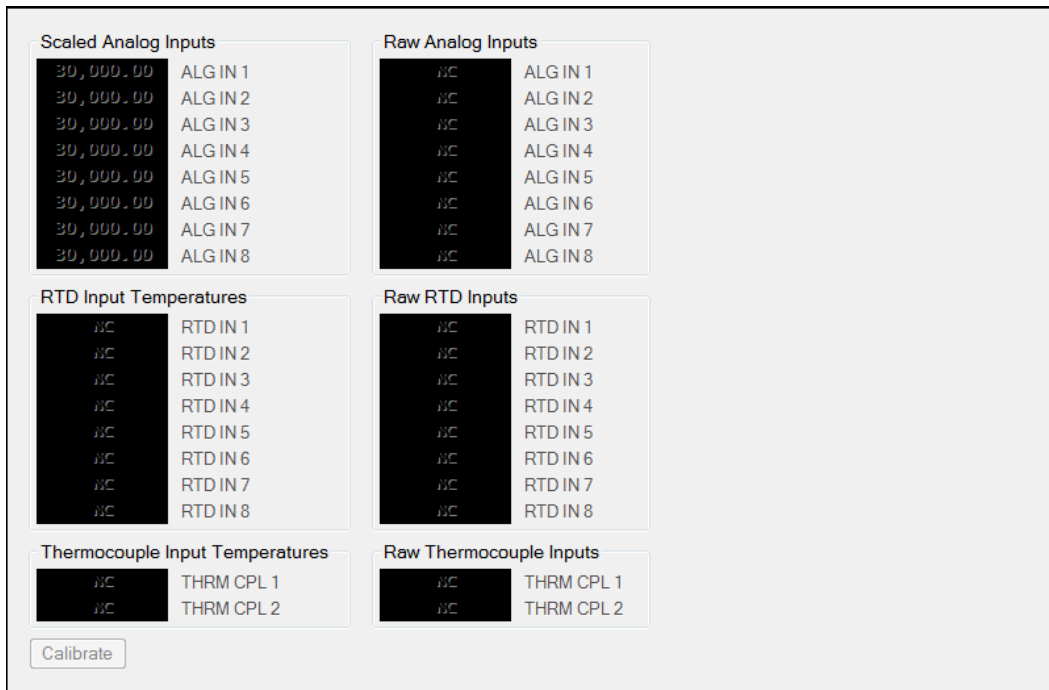 Scaled Analog Inputs
30,000.00 ALG IN 1
30,000.00 ALG IN 2
30,000.00 ALG IN 3
30,000.00 ALG IN 4
30,000.00 ALG IN 5
30,000.00 ALG IN 6
30,000.00 ALG IN 7
30,000.00 ALG IN 8
Raw Analog Inputs
NC ALG IN 1
NC ALG IN 2
NC ALG IN 3
NC ALG IN 4
NC ALG IN 5
NC ALG IN 6
NC ALG IN 7
NC ALG IN 8
RTD Input Temperatures
NC RTD IN 1
NC RTD IN 2
NC RTD IN 3
NC RTD IN 4
NC RTD IN 5
NC RTD IN 6
NC RTD IN 7
NC RTD IN 8
Raw RTD Inputs
NC RTD IN 1
NC RTD IN 2
NC RTD IN 3
NC RTD IN 4
NC RTD IN 5
NC RTD IN 6
NC RTD IN 7
NC RTD IN 8
Thermocouple Input Temperatures
NC THRM CPL 1
NC THRM CPL 2
Raw Thermocouple Inputs
NC THRM CPL 1
NC THRM CPL 2
Calibrate